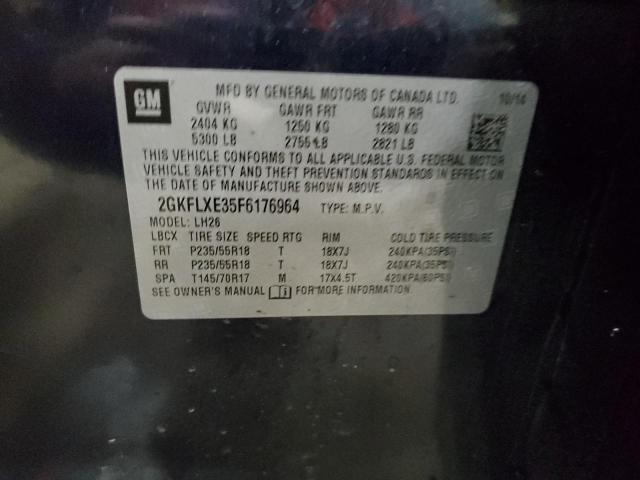 GM
MFD BY GENERAL MOTORS OF CANADA LTD. 10/14
GVWR GAWR FRT GAWR RR
2404 KG 1250 KG 1280 KG
5300 LB 2755 LB 2821 LB
THIS VEHICLE CONFORMS TO ALL APPLICABLE U.S. FEDERAL MOTOR
VEHICLE SAFETY AND THEFT PREVENTION STANDARDS IN EFFECT ON
THE DATE OF MANUFACTURE SHOWN ABOVE.
2GKFLXE35F6176964 TYPE: M.P.V.
MODEL: LH26
LBCX TIRE SIZE SPEED RTG RIM COLD TIRE PRESSURE
FRT P235/55R18 T 18X7J 240KPA(35PSI)
RR P235/55R18 T 18X7J 240KPA(35PSI)
SPA T145/70R17 M 17X4.5T 420KPA(60PSI)
SEE OWNER'S MANUAL FOR MORE INFORMATION.